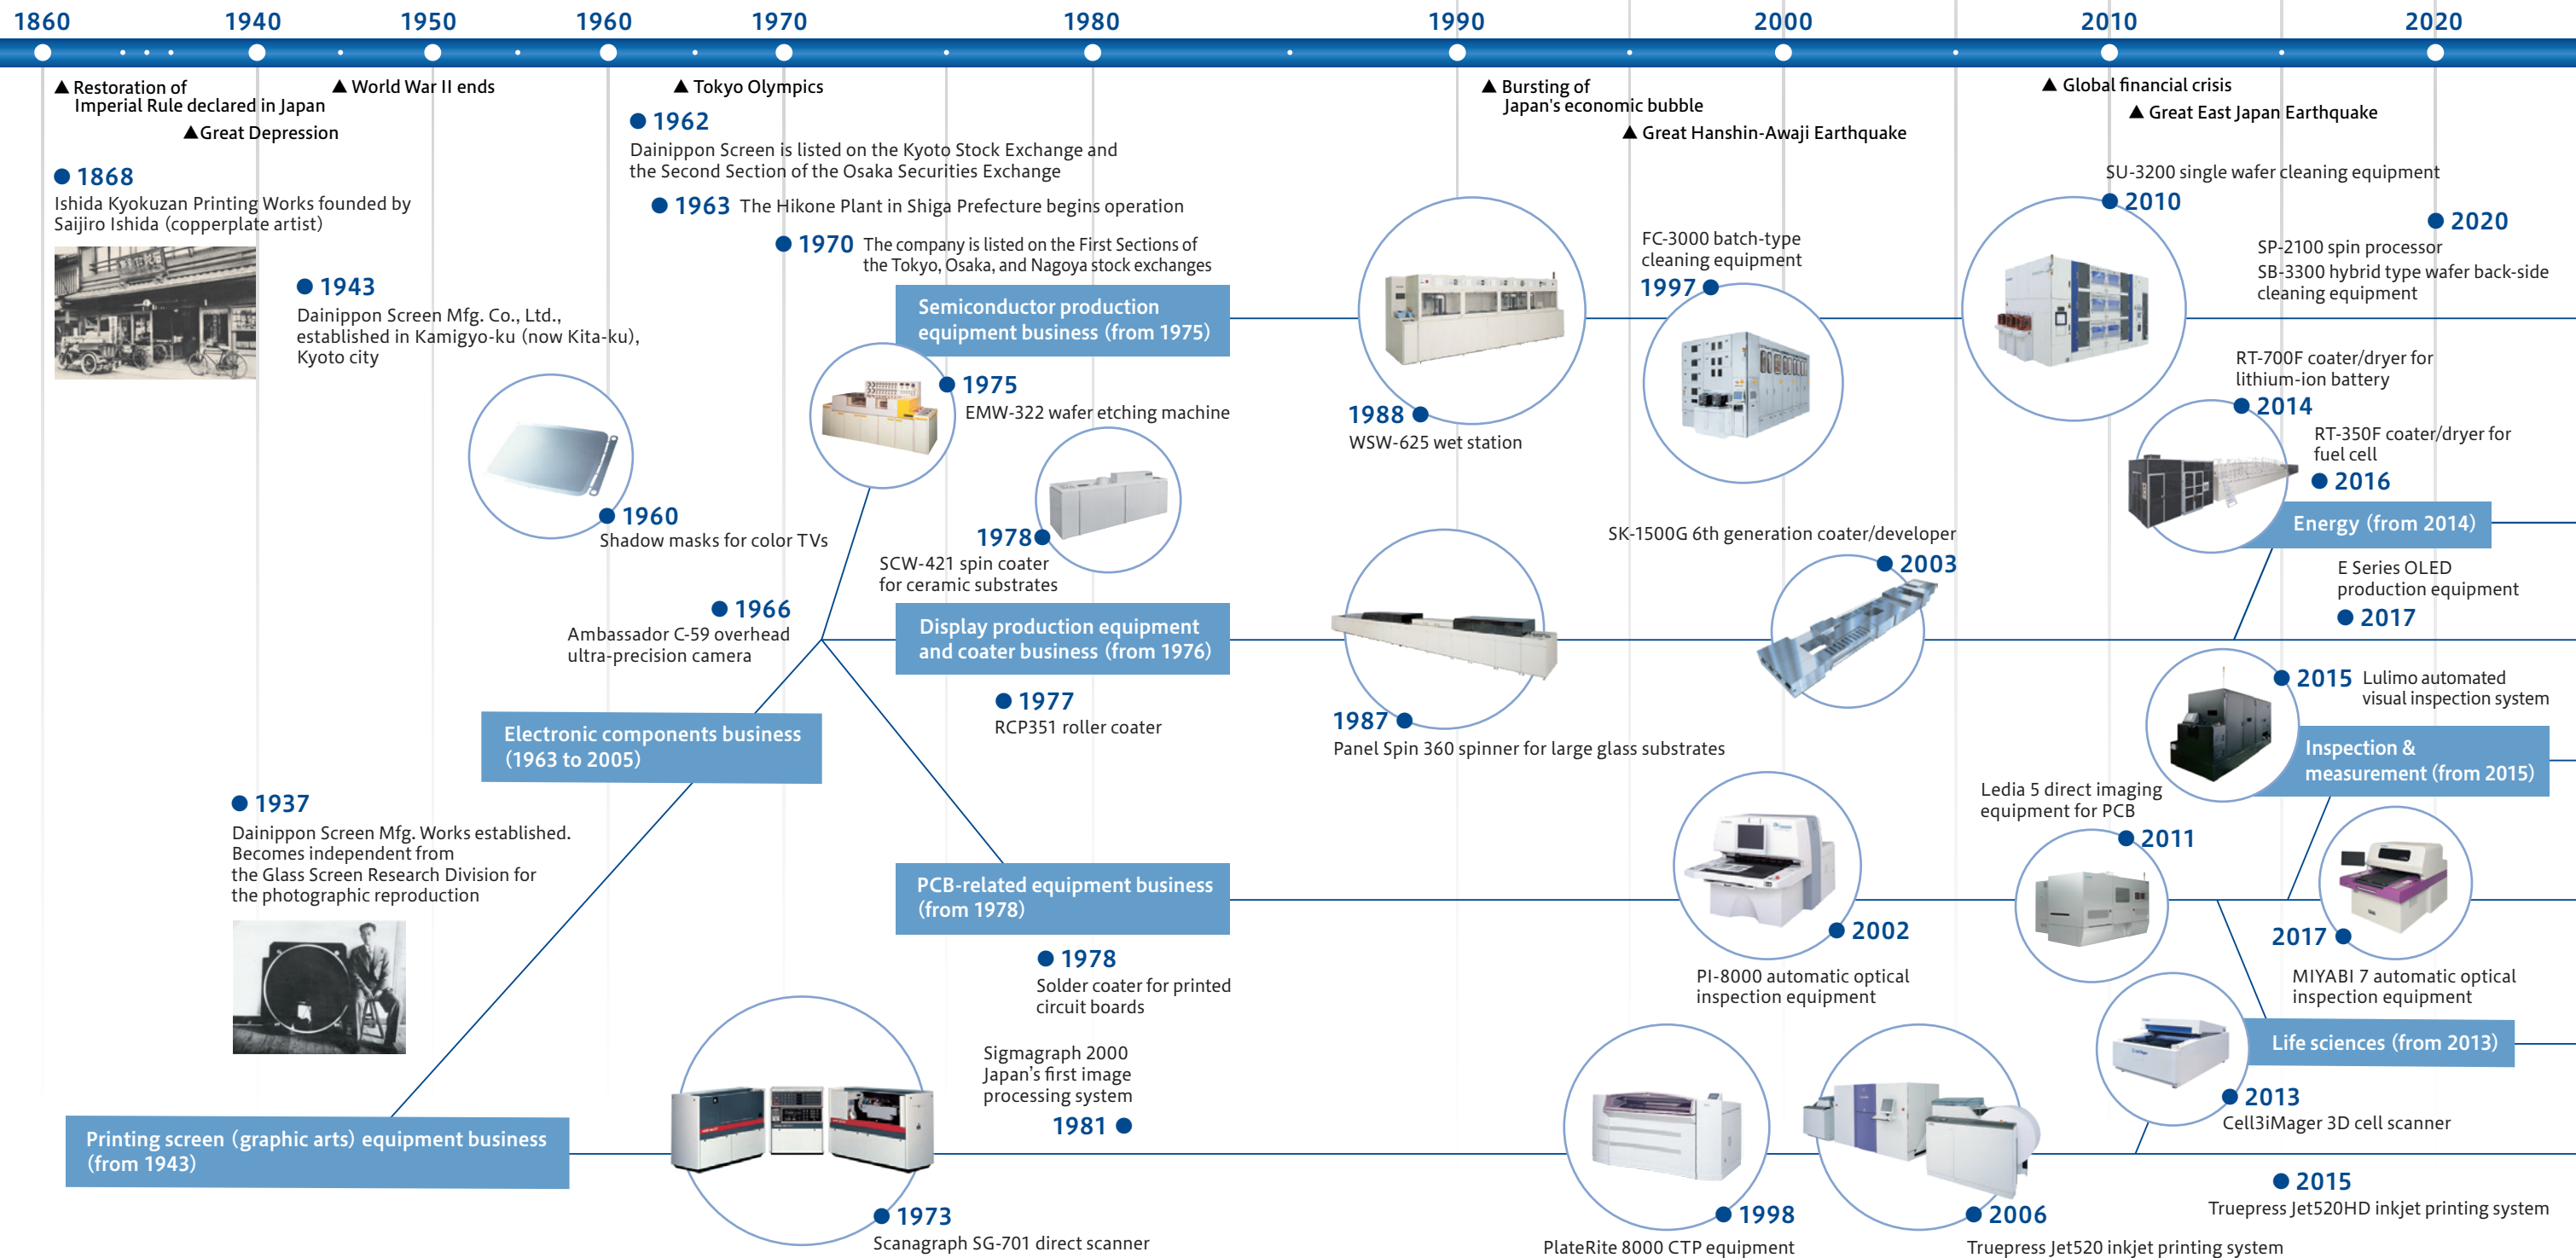 1860
1940
1950
1960
1970
1980
1990
2000
2010
2020
▲ Restoration of
Imperial Rule declared in Japan
▲ Great Depression
▲ World War II ends
▲ Tokyo Olympics
▲ Bursting of
Japan's economic bubble
▲ Great Hanshin-Awaji Earthquake
▲ Global financial crisis
▲ Great East Japan Earthquake
1868
Ishida Kyokuzan Printing Works founded by
Saijiro Ishida (copperplate artist)
1943
Dainippon Screen Mfg. Co., Ltd.,
established in Kamigyo-ku (now Kita-ku),
Kyoto city
1962
Dainippon Screen is listed on the Kyoto Stock Exchange and
the Second Section of the Osaka Securities Exchange
1963 The Hikone Plant in Shiga Prefecture begins operation
1970 The company is listed on the First Sections of
the Tokyo, Osaka, and Nagoya stock exchanges
Semiconductor production
equipment business (from 1975)
1975
EMW-322 wafer etching machine
1988
WSW-625 wet station
FC-3000 batch-type
cleaning equipment
1997
SU-3200 single wafer cleaning equipment
2010
2020
SP-2100 spin processor
SB-3300 hybrid type wafer back-side
cleaning equipment
RT-700F coater/dryer for
lithium-ion battery
2014
RT-350F coater/dryer for
fuel cell
2016
Energy (from 2014)
1960
Shadow masks for color TVs
1978
SCW-421 spin coater
for ceramic substrates
1966
Ambassador C-59 overhead
ultra-precision camera
Display production equipment
and coater business (from 1976)
1977
RCP351 roller coater
1987
Panel Spin 360 spinner for large glass substrates
SK-1500G 6th generation coater/developer
2003
E Series OLED
production equipment
2017
2015 Lulimo automated
visual inspection system
Inspection &
measurement (from 2015)
Electronic components business
(1963 to 2005)
1937
Dainippon Screen Mfg. Works established.
Becomes independent from
the Glass Screen Research Division for
the photographic reproduction
PCB-related equipment business
(from 1978)
1978
Solder coater for printed
circuit boards
2002
PI-8000 automatic optical
inspection equipment
Ledia 5 direct imaging
equipment for PCB
2011
2017
MIYABI 7 automatic optical
inspection equipment
Life sciences (from 2013)
2013
Cell3iMager 3D cell scanner
Printing screen (graphic arts) equipment business
(from 1943)
1973
Scanagraph SG-701 direct scanner
Sigmagraph 2000
Japan's first image
processing system
1981
1998
PlateRite 8000 CTP equipment
2006
Truepress Jet520 inkjet printing system
2015
Truepress Jet520HD inkjet printing system